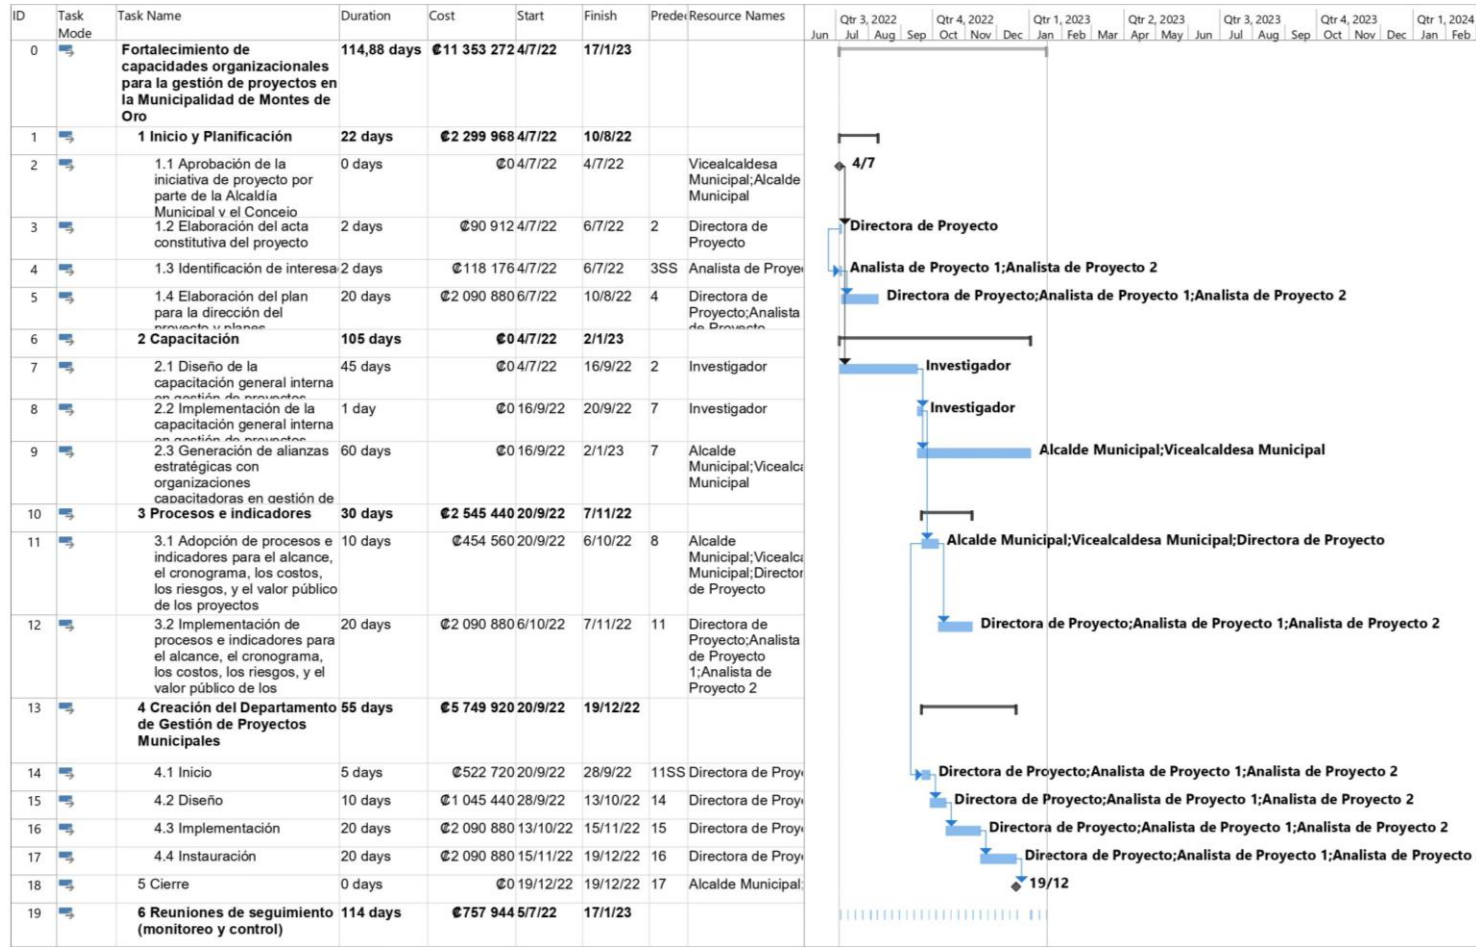 ID Task Mode Task Name Duration Cost Start Finish Predec Resource Names
Qtr 3, 2022 Qtr 4, 2022 Qtr 1, 2023 Qtr 2, 2023 Qtr 3, 2023 Qtr 4, 2023 Qtr 1, 2024
Jun Jul Aug Sep Oct Nov Dec Jan Feb Mar Apr May Jun Jul Aug Sep Oct Nov Dec Jan Feb
0 Fortalecimiento de 114,88 days ₡11 353 272 4/7/22 17/1/23
capacidades organizacionales
para la gestión de proyectos en
la Municipalidad de Montes de
Oro
1 1 Inicio y Planificación 22 days ₡2 299 968 4/7/22 10/8/22
2 1.1 Aprobación de la 0 days ₡0 4/7/22 4/7/22 Vicealcaldesa 4/7
iniciativa de proyecto por Municipal;Alcalde
parte de la Alcaldía Municipal
Municipal y el Concejo
3 1.2 Elaboración del acta 2 days ₡90 912 4/7/22 6/7/22 2 Directora de Directora de Proyecto
constitutiva del proyecto Proyecto
4 1.3 Identificación de interesa 2 days ₡118 176 4/7/22 6/7/22 3SS Analista de Proye Analista de Proyecto 1;Analista de Proyecto 2
5 1.4 Elaboración del plan 20 days ₡2 090 880 6/7/22 10/8/22 4 Directora de Directora de Proyecto;Analista de Proyecto 1;Analista de Proyecto 2
para la dirección del Proyecto;Analista
proyecto y planes de Proyecto
6 2 Capacitación 105 days ₡0 4/7/22 2/1/23
7 2.1 Diseño de la 45 days ₡0 4/7/22 16/9/22 2 Investigador Investigador
capacitación general interna
en gestión de proyectos
8 2.2 Implementación de la 1 day ₡0 16/9/22 20/9/22 7 Investigador Investigador
capacitación general interna
en gestión de proyectos
9 2.3 Generación de alianzas 60 days ₡0 16/9/22 2/1/23 7 Alcalde Alcalde Municipal;Vicealcaldesa Municipal
estratégicas con Municipal;Vicealca
organizaciones Municipal
capacitadoras en gestión de
10 3 Procesos e indicadores 30 days ₡2 545 440 20/9/22 7/11/22
11 3.1 Adopción de procesos e 10 days ₡454 560 20/9/22 6/10/22 8 Alcalde Alcalde Municipal;Vicealcaldesa Municipal;Directora de Proyecto
indicadores para el alcance, Municipal;Vicealca
el cronograma, los costos, Municipal;Director
los riesgos, y el valor público de Proyecto
de los proyectos
12 3.2 Implementación de 20 days ₡2 090 880 6/10/22 7/11/22 11 Directora de Directora de Proyecto;Analista de Proyecto 1;Analista de Proyecto 2
procesos e indicadores para Proyecto;Analista
el alcance, el cronograma, de Proyecto
los costos, los riesgos, y el 1;Analista de
valor público de los Proyecto 2
13 4 Creación del Departamento 55 days ₡5 749 920 20/9/22 19/12/22
de Gestión de Proyectos
Municipales
14 4.1 Inicio 5 days ₡522 720 20/9/22 28/9/22 11SS Directora de Proy Directora de Proyecto;Analista de Proyecto 1;Analista de Proyecto 2
15 4.2 Diseño 10 days ₡1 045 440 28/9/22 13/10/22 14 Directora de Proy Directora de Proyecto;Analista de Proyecto 1;Analista de Proyecto 2
16 4.3 Implementación 20 days ₡2 090 880 13/10/22 15/11/22 15 Directora de Proy Directora de Proyecto;Analista de Proyecto 1;Analista de Proyecto 2
17 4.4 Instauración 20 days ₡2 090 880 15/11/22 19/12/22 16 Directora de Proy Directora de Proyecto;Analista de Proyecto 1;Analista de Proyecto
18 5 Cierre 0 days ₡0 19/12/22 19/12/22 17 Alcalde Municipal; 19/12
19 6 Reuniones de seguimiento 114 days ₡757 944 5/7/22 17/1/23
(monitoreo y control)